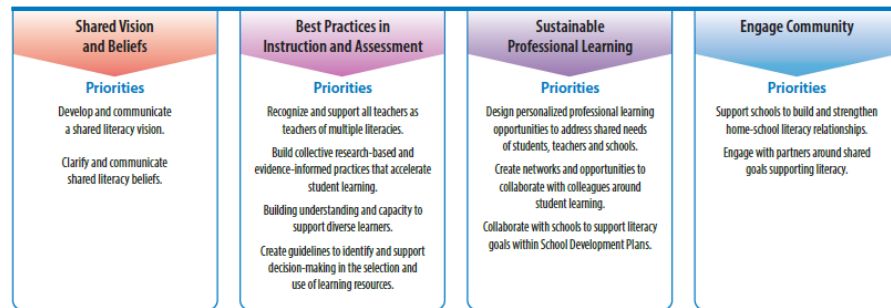 Shared Vision
and Beliefs
Priorities
Develop and communicate
a shared literacy vision.
Clarify and communicate
shared literacy beliefs.
Best Practices in
Instruction and Assessment
Priorities
Recognize and support all teachers as
teachers of multiple literacies.
Build collective research-based and
evidence-informed practices that accelerate
student learning.
Building understanding and capacity to
support diverse learners.
Create guidelines to identify and support
decision-making in the selection and
use of learning resources.
Sustainable
Professional Learning
Priorities
Design personalized professional learning
opportunities to address shared needs
of students, teachers and schools.
Create networks and opportunities to
collaborate with colleagues around
student learning.
Collaborate with schools to support literacy
goals within School Development Plans.
Engage Community
Priorities
Support schools to build and strengthen
home-school literacy relationships.
Engage with partners around shared
goals supporting literacy.